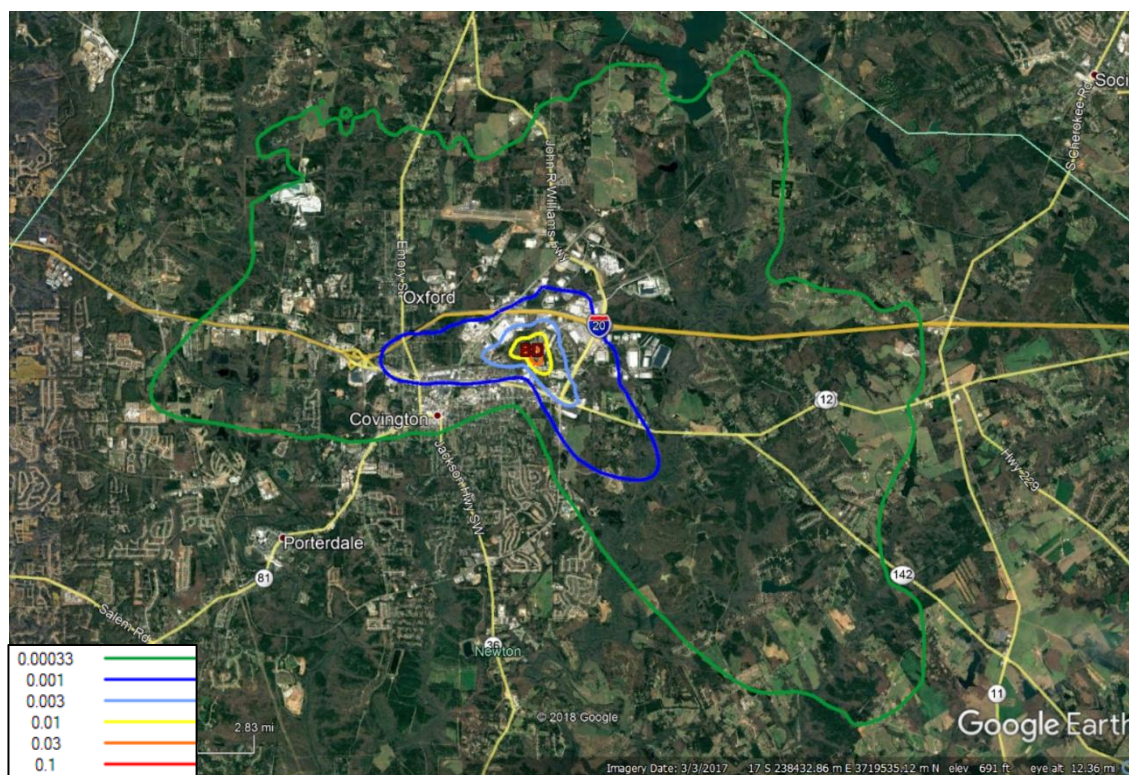 Soci
S Cherokee Rd
John R Williams Hwy
Emory St
Oxford
20
BD
12
Covington
Jackson Hwy SW
Hwy 229
Porterdale
81
142
Salem Rd
36
Newton
11
0.00033
0.001
0.003
0.01
0.03
0.1
2.83 mi
© 2018 Google
Google Earth
Imagery Date: 3/3/2017 17 S 238432.86 m E 3719535.12 m N elev 691 ft eye alt 12.36 mi